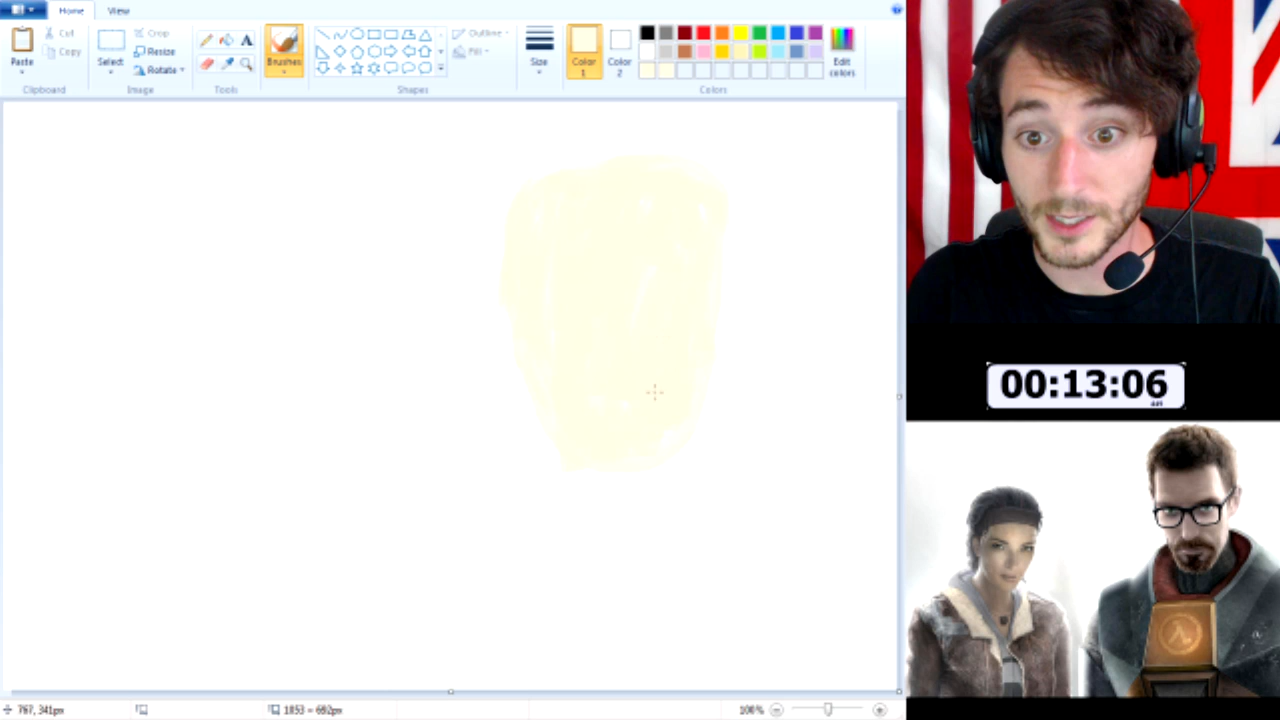 Home View
Paste
Cut
Copy
Clipboard
Select
Crop
Resize
Rotate
Image
A
Tools
Brushes
Outline
Fill
Shapes
Size
Color 1
Color 2
Edit colors
Colors
00:13:06
767, 341px
1053 × 692px
100%